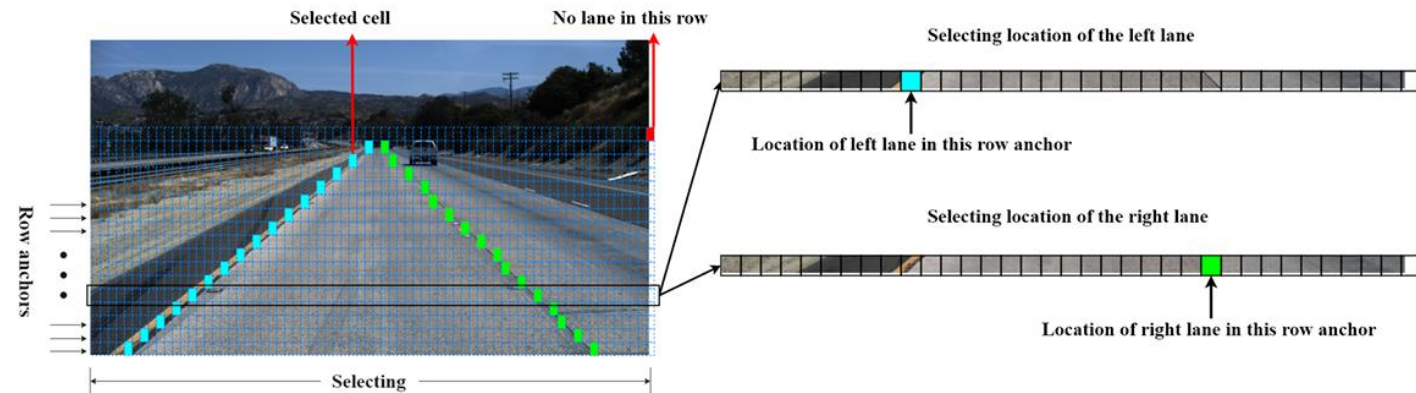 Selected cell
No lane in this row
Selecting location of the left lane
Location of left lane in this row anchor
Row anchors
Selecting location of the right lane
Location of right lane in this row anchor
Selecting